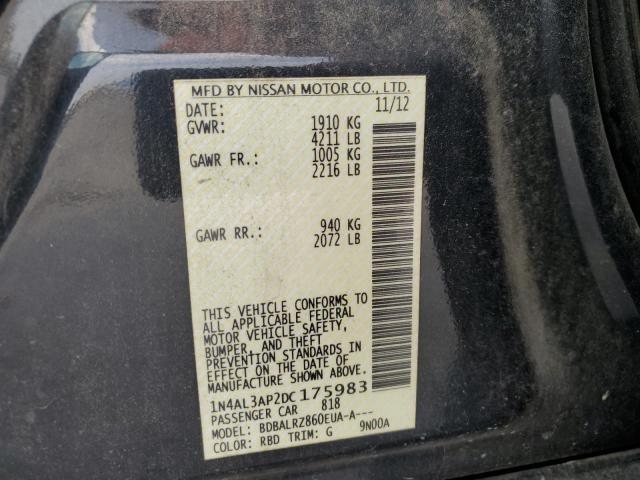 MFD BY NISSAN MOTOR CO., LTD.
DATE: 11/12
GVWR: 1910 KG
4211 LB
GAWR FR.: 1005 KG
2216 LB
GAWR RR.: 940 KG
2072 LB
THIS VEHICLE CONFORMS TO
ALL APPLICABLE FEDERAL
MOTOR VEHICLE SAFETY,
BUMPER, AND THEFT
PREVENTION STANDARDS IN
EFFECT ON THE DATE OF
MANUFACTURE SHOWN ABOVE.
1N4AL3AP2DC175983
PASSENGER CAR 818
MODEL: BDBALRZ860EUA-A---
COLOR: RBD TRIM: G 9N00A